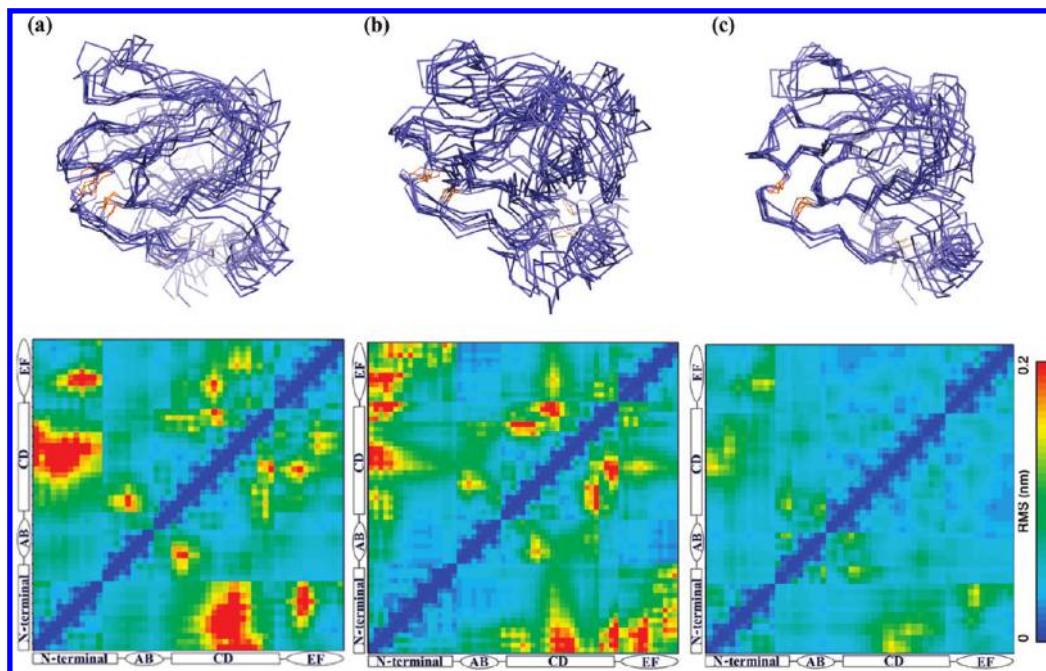 (a)
(b)
(c)
EF
CD
AB
N-terminal
N-terminal AB CD EF
EF
CD
AB
N-terminal
N-terminal AB CD EF
EF
CD
AB
N-terminal
N-terminal AB CD EF
0.2
RMS (nm)
0